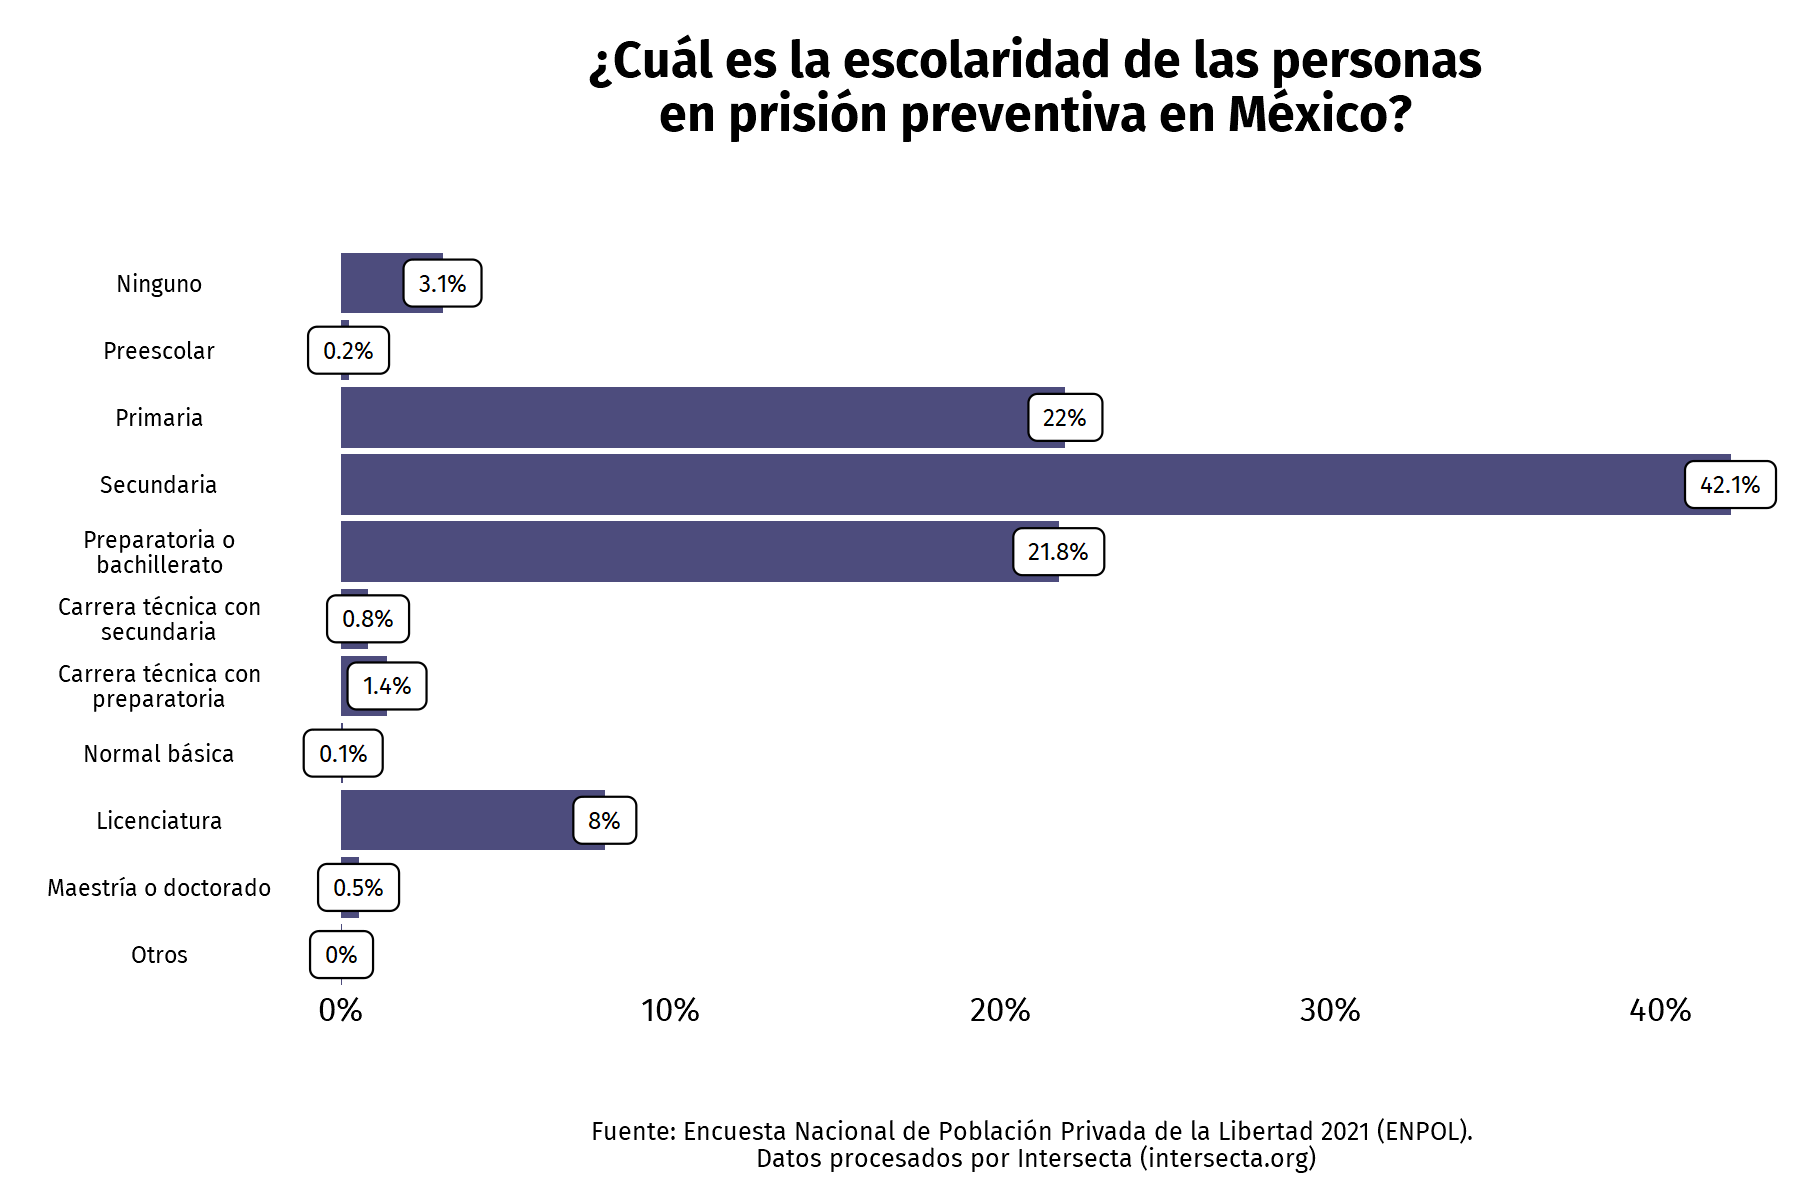 ¿Cuál es la escolaridad de las personas
en prisión preventiva en México?
Ninguno
3.1%
Preescolar
0.2%
Primaria
22%
Secundaria
42.1%
Preparatoria o
bachillerato
21.8%
Carrera técnica con
secundaria
0.8%
Carrera técnica con
preparatoria
1.4%
Normal básica
0.1%
Licenciatura
8%
Maestría o doctorado
0.5%
Otros
0%
0% 10% 20% 30% 40%
Fuente: Encuesta Nacional de Población Privada de la Libertad 2021 (ENPOL).
Datos procesados por Intersecta (intersecta.org)